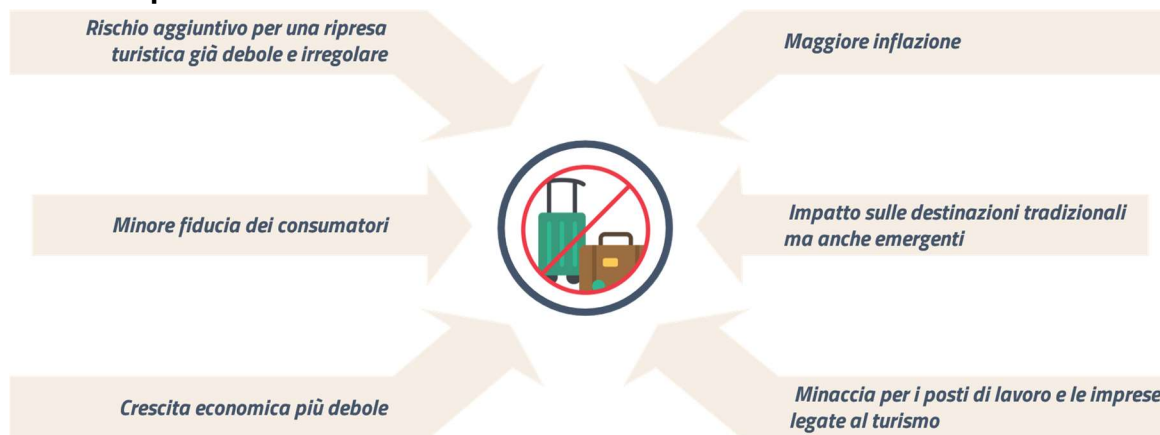 Rischio aggiuntivo per una ripresa
turistica già debole e irregolare
Maggiore inflazione
Minore fiducia dei consumatori
Impatto sulle destinazioni tradizionali
ma anche emergenti
Crescita economica più debole
Minaccia per i posti di lavoro e le imprese
legate al turismo